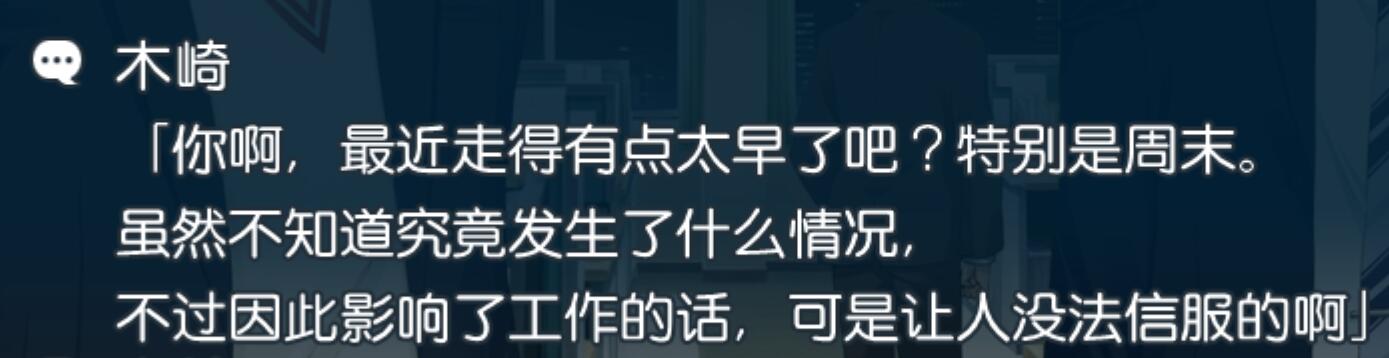 木崎
「你啊，最近走得有点太早了吧？特别是周末。
虽然不知道究竟发生了什么情况，
不过因此影响了工作的话，可是让人没法信服的啊」